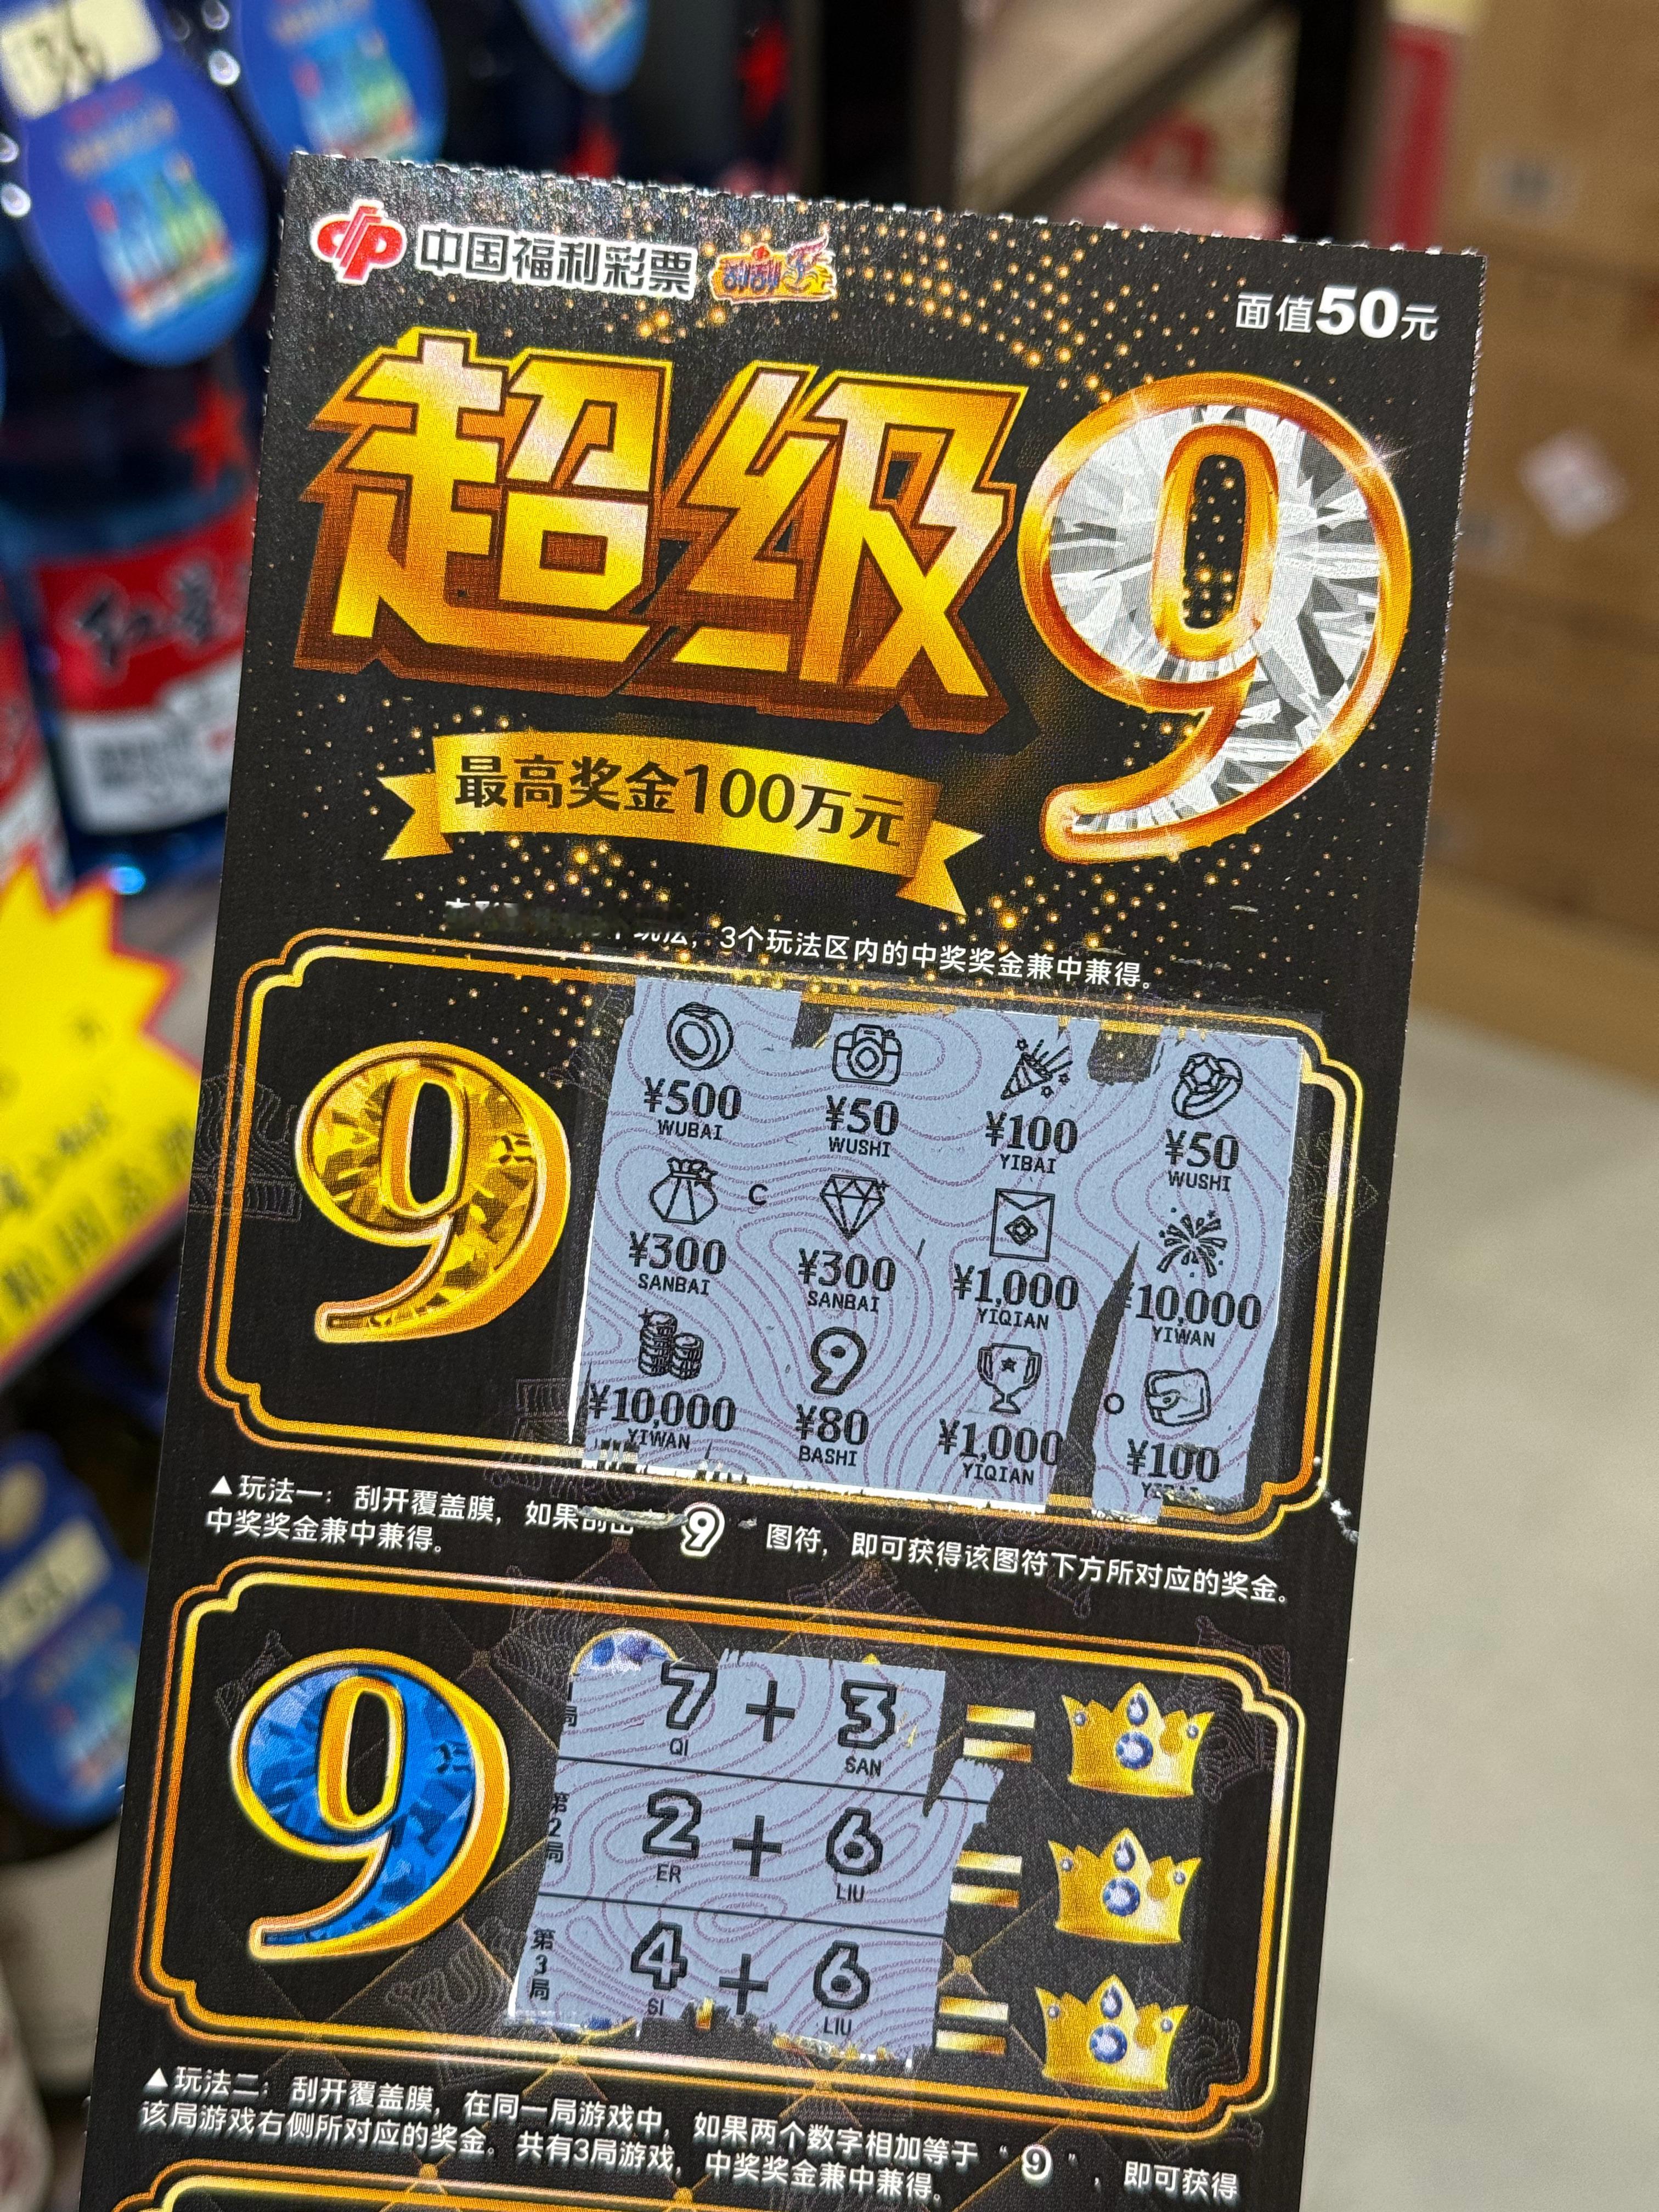 中国福利彩票 刮刮乐
面值50元
超级9
最高奖金100万元
玩法，3个玩法区内的中奖奖金兼中兼得。
9
¥500 ¥50 ¥100 ¥50
WUBAI WUSHI YIBAI WUSHI
¥300 ¥300 ¥1,000 ¥10,000
SANBAI SANBAI YIQIAN YIWAN
9
¥10,000 ¥80 ¥1,000 ¥100
YIWAN BASHI YIQIAN
▲玩法一：刮开覆盖膜，如果刮出“9”图符，即可获得该图符下方所对应的奖金。
中奖奖金兼中兼得。
9
局 7 + 3 =
QI SAN
第2局 2 + 6 =
ER LIU
第3局 4 + 6 =
SI LIU
▲玩法二：刮开覆盖膜，在同一局游戏中，如果两个数字相加等于“9”，即可获得
该局游戏右侧所对应的奖金。共有3局游戏，中奖奖金兼中兼得。